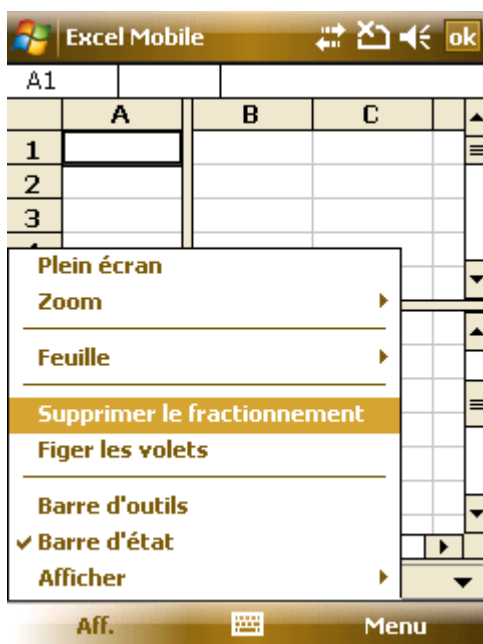 Excel Mobile ok
A1
A B C
1
2
3
Plein écran
Zoom
Feuille
Supprimer le fractionnement
Figer les volets
Barre d'outils
Barre d'état
Afficher
Aff. Menu